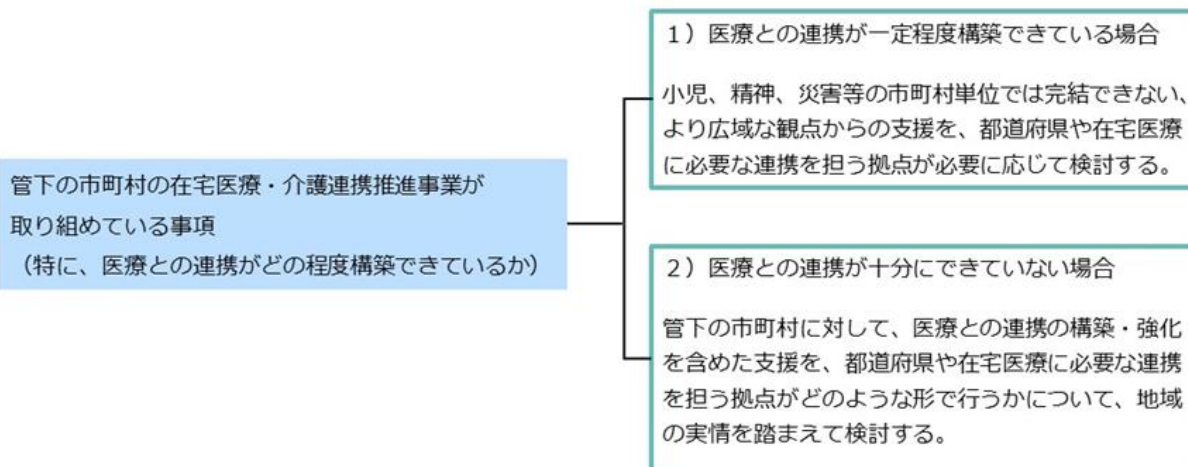 管下の市町村の在宅医療・介護連携推進事業が
取り組めている事項
（特に、医療との連携がどの程度構築できているか）
１）医療との連携が一定程度構築できている場合
小児、精神、災害等の市町村単位では完結できない、
より広域な観点からの支援を、都道府県や在宅医療
に必要な連携を担う拠点が必要に応じて検討する。
２）医療との連携が十分にできていない場合
管下の市町村に対して、医療との連携の構築・強化
を含めた支援を、都道府県や在宅医療に必要な連携
を担う拠点がどのような形で行うかについて、地域
の実情を踏まえて検討する。